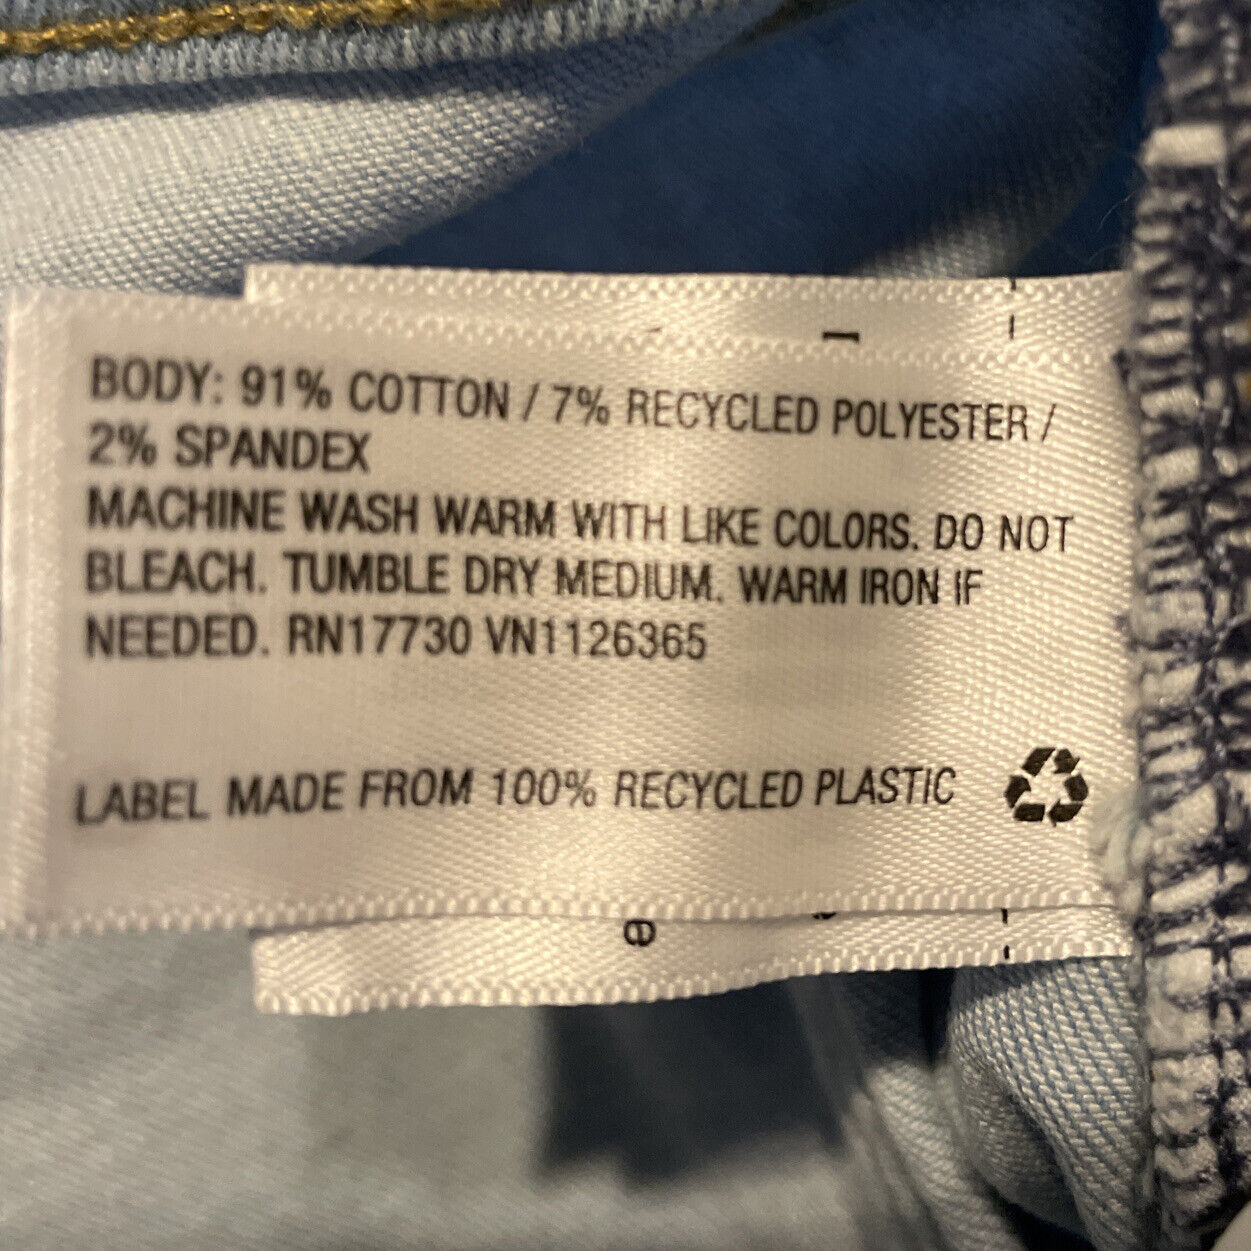 BODY: 91% COTTON / 7% RECYCLED POLYESTER /
2% SPANDEX
MACHINE WASH WARM WITH LIKE COLORS. DO NOT
BLEACH. TUMBLE DRY MEDIUM. WARM IRON IF
NEEDED. RN17730 VN1126365
LABEL MADE FROM 100% RECYCLED PLASTIC